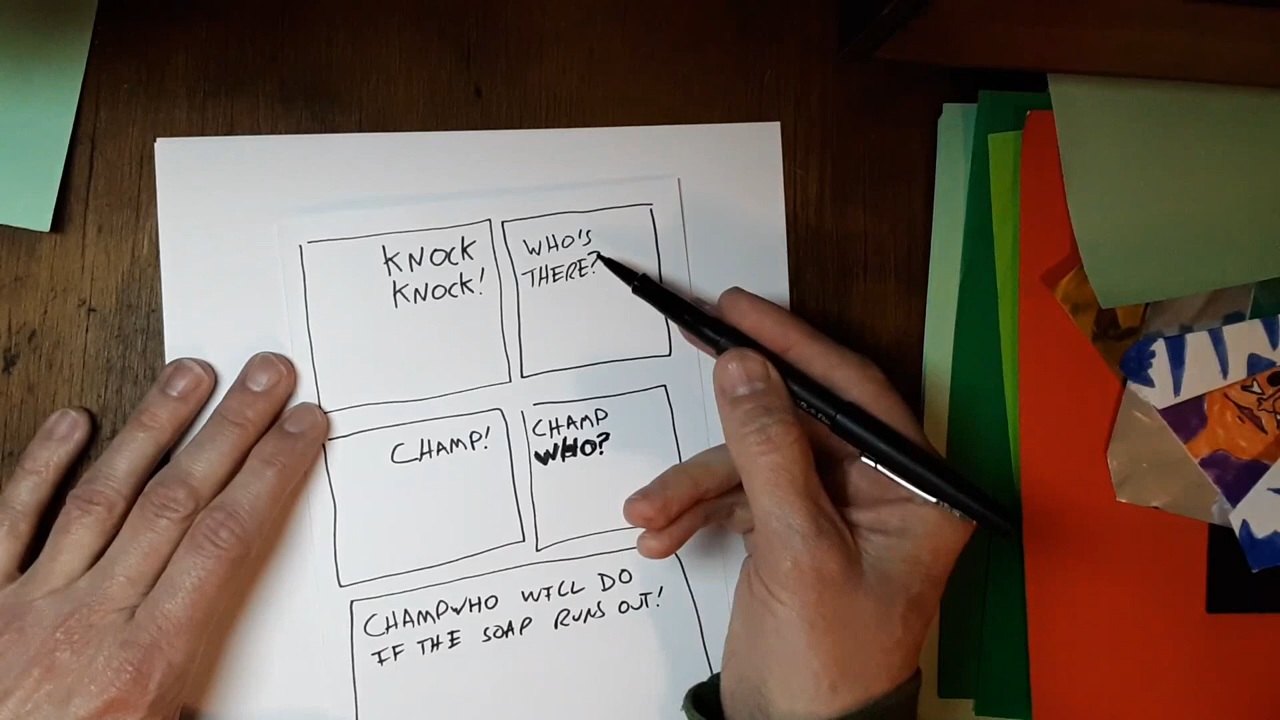 KNOCK
KNOCK!
WHO'S
THERE?
CHAMP!
CHAMP
WHO?
CHAMPWHO WILL DO
IF THE SOAP RUNS OUT!